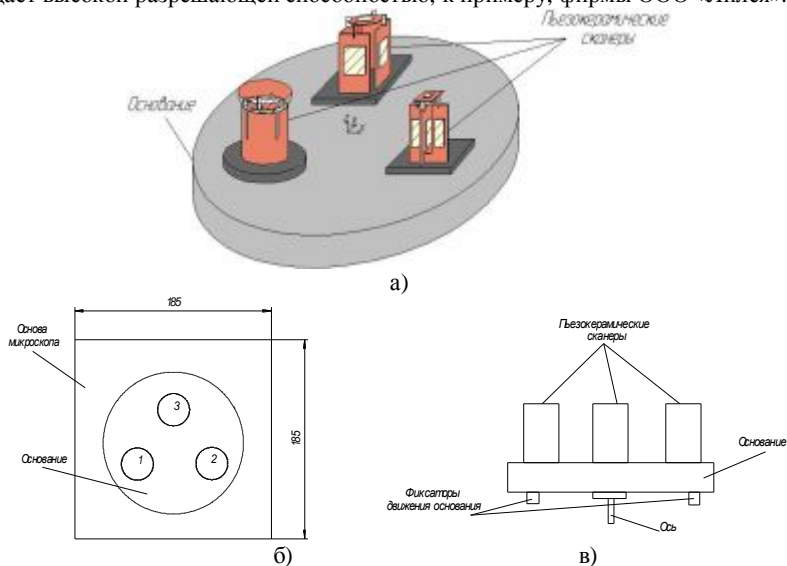 дает высокой разрешающей способностью, к примеру, фирмы ООО «Лилея».
Пьезокерамические
сканеры
Основание
а)
185
Основа
микроскопа
3
185
1
2
Основание
б)
Пьезокерамические
сканеры
Основание
Фиксаторы
движения основания
Ось
в)